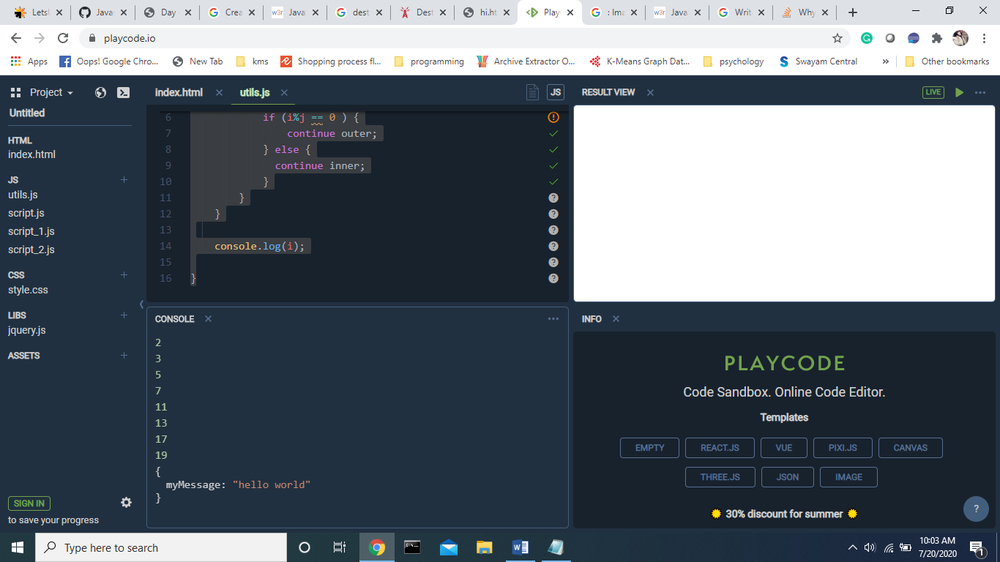 Letsl
Java
Day
Crea
w3r Java
dest
Dest
hi.ht
Play
: Ima
w3r Java
Writ
Why
playcode.io
Apps
Oops! Google Chro...
New Tab
kms
Shopping process fl...
programming
Archive Extractor O...
K-Means Graph Dat...
psychology
Swayam Central
»
Other bookmarks
Project
index.html
utils.js
JS
RESULT VIEW
LIVE
Untitled
HTML
index.html
JS
utils.js
script.js
script_1.js
script_2.js
CSS
style.css
LIBS
jquery.js
ASSETS
SIGN IN
to save your progress
6 if (i%j == 0 ) {
7 continue outer;
8 } else {
9 continue inner;
10 }
11 }
12 }
13
14 console.log(i);
15
16 }
CONSOLE
2
3
5
7
11
13
17
19
{
myMessage: "hello world"
}
INFO
PLAYCODE
Code Sandbox. Online Code Editor.
Templates
EMPTY REACT.JS VUE PIXI.JS CANVAS
THREE.JS JSON IMAGE
30% discount for summer
?
Type here to search
10:03 AM
7/20/2020
1